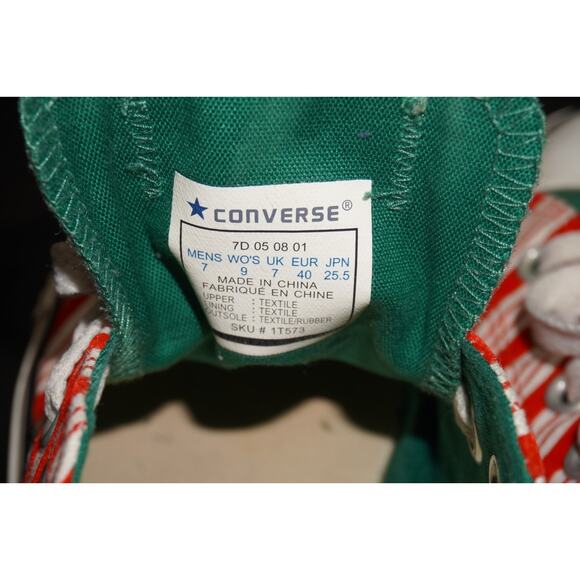 ★ CONVERSE®
7D 05 08 01
MENS WO'S UK EUR JPN
7 9 7 40 25.5
MADE IN CHINA
FABRIQUÉ EN CHINE
UPPER : TEXTILE
LINING : TEXTILE
OUTSOLE : TEXTILE/RUBBER
SKU # 1T573